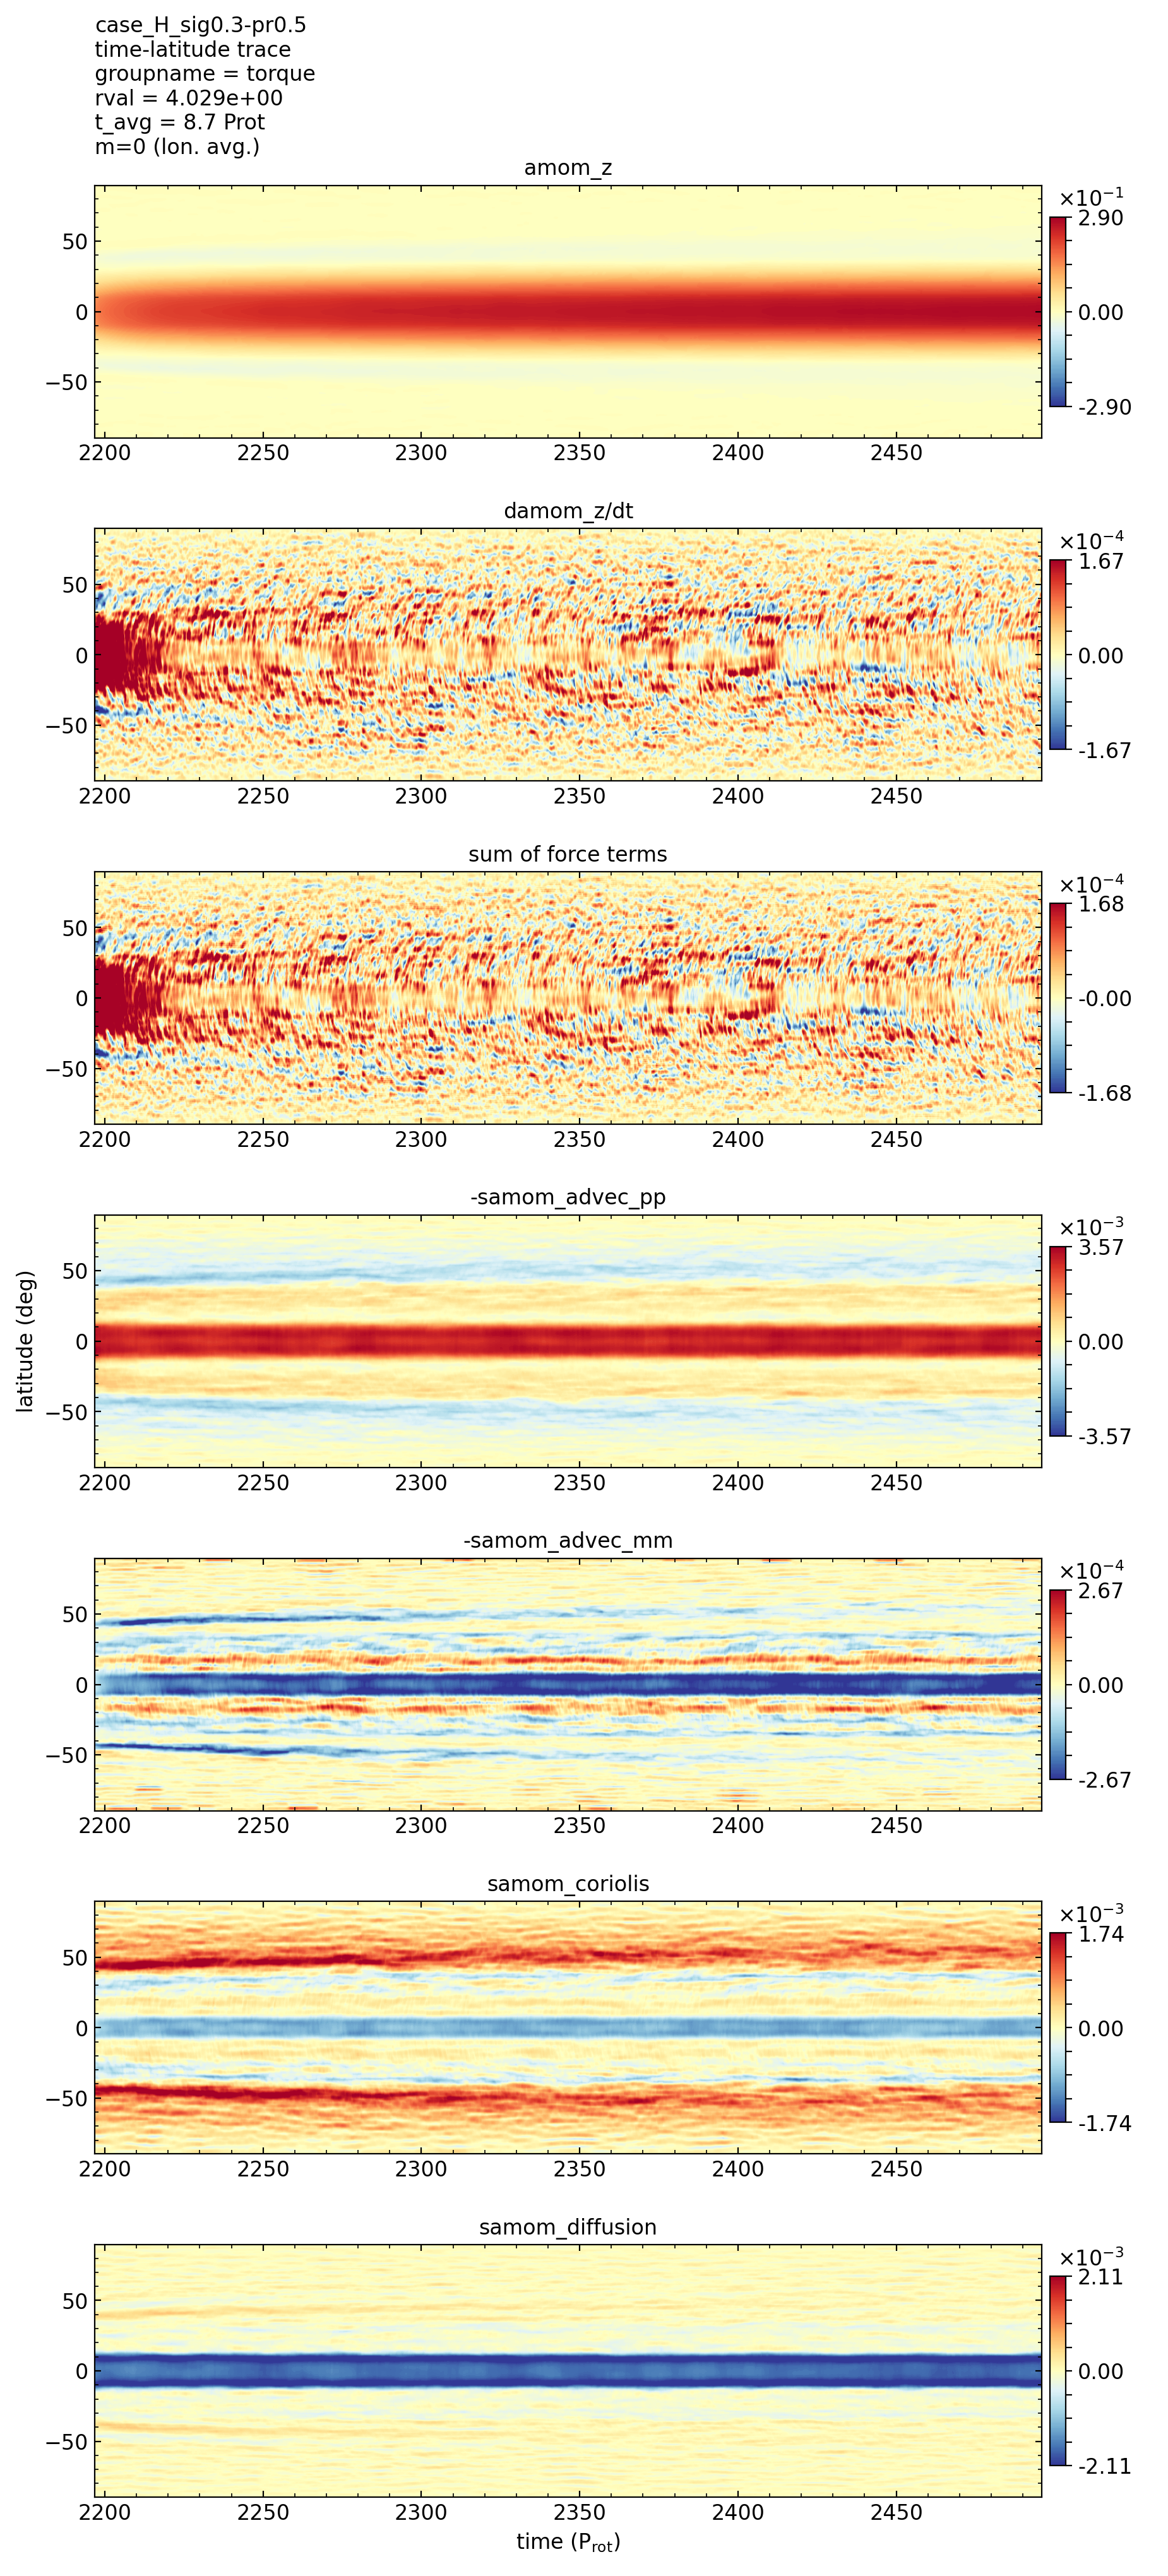 case_H_sig0.3-pr0.5
time-latitude trace
groupname = torque
rval = 4.029e+00
t_avg = 8.7 Prot
m=0 (lon. avg.)
amom_z
×10⁻¹
2.90
0.00
-2.90
50
0
−50
2200 2250 2300 2350 2400 2450
damom_z/dt
×10⁻⁴
1.67
0.00
-1.67
50
0
−50
2200 2250 2300 2350 2400 2450
sum of force terms
×10⁻⁴
1.68
-0.00
-1.68
50
0
−50
2200 2250 2300 2350 2400 2450
-samom_advec_pp
×10⁻³
3.57
0.00
-3.57
50
0
−50
latitude (deg)
2200 2250 2300 2350 2400 2450
-samom_advec_mm
×10⁻⁴
2.67
0.00
-2.67
50
0
−50
2200 2250 2300 2350 2400 2450
samom_coriolis
×10⁻³
1.74
0.00
-1.74
50
0
−50
2200 2250 2300 2350 2400 2450
samom_diffusion
×10⁻³
2.11
0.00
-2.11
50
0
−50
2200 2250 2300 2350 2400 2450
time (P_rot)